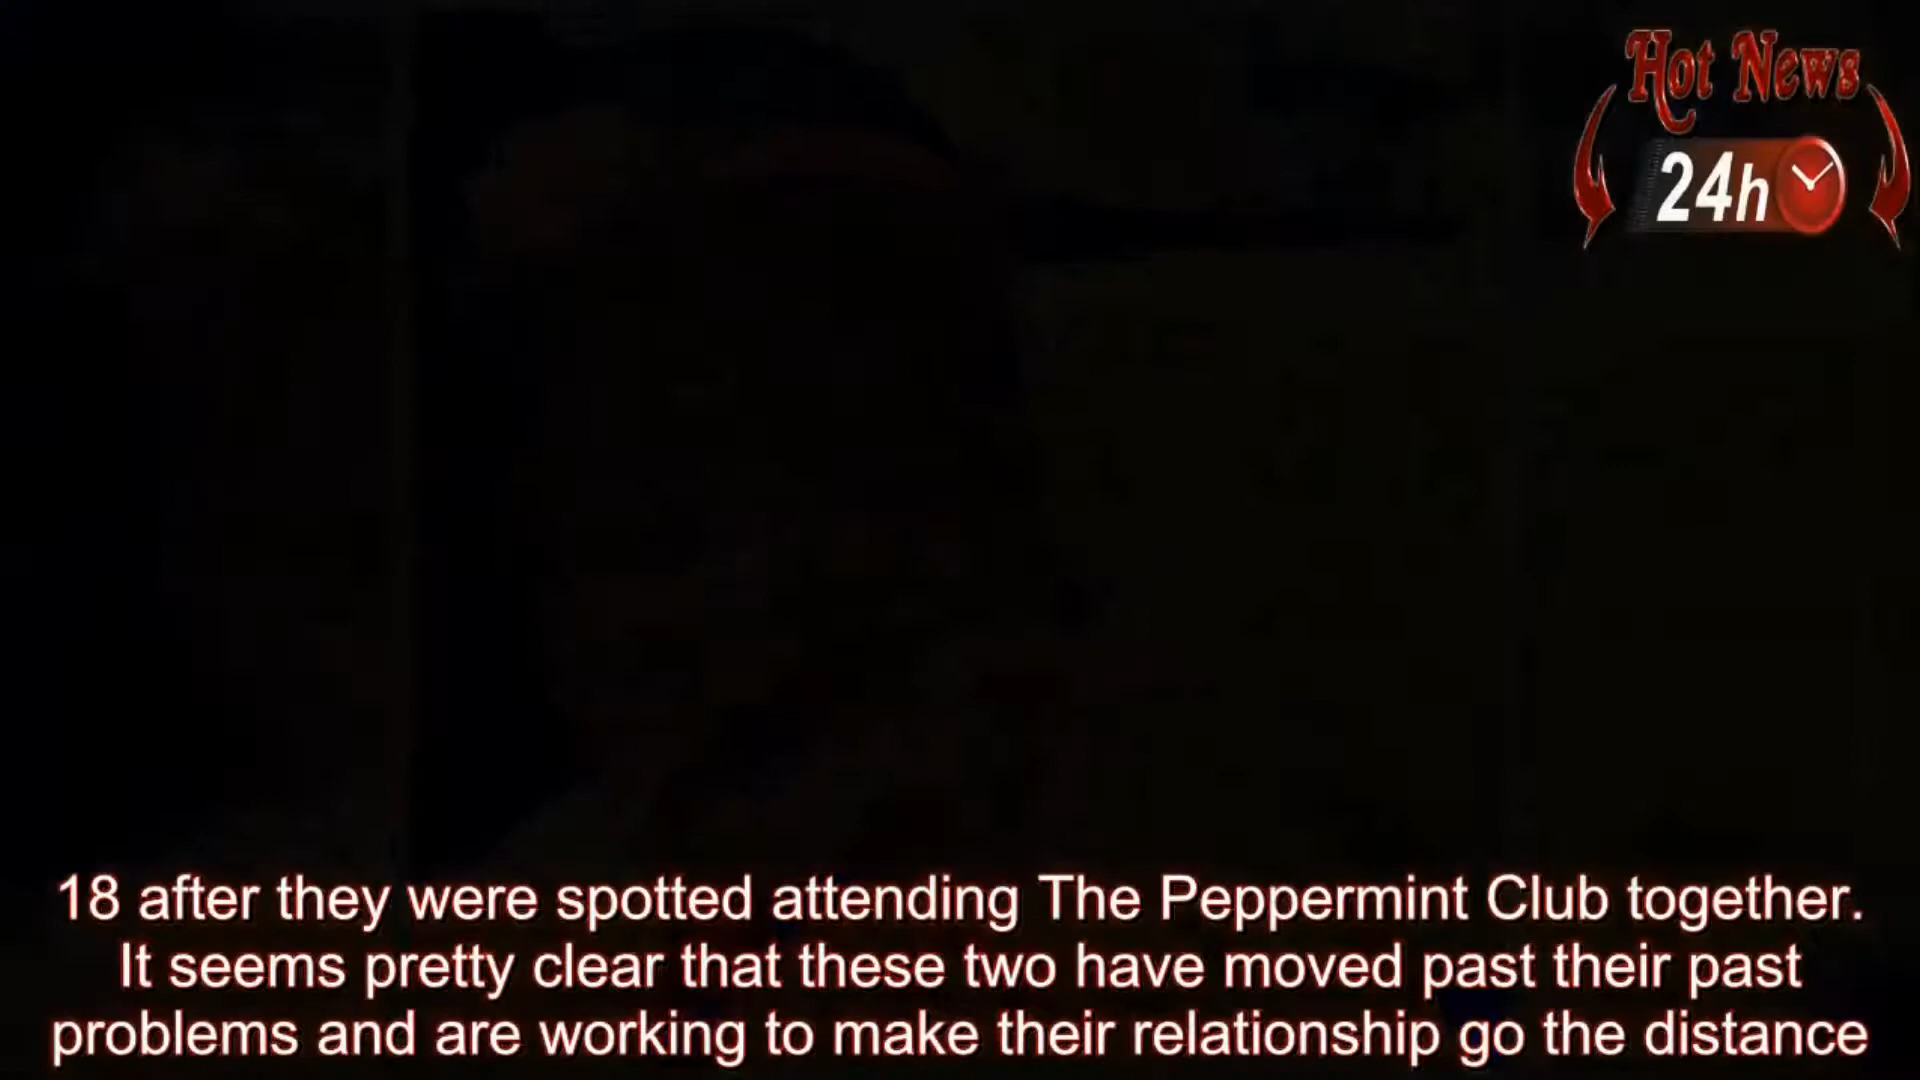 Hot News
24h
18 after they were spotted attending The Peppermint Club together.
It seems pretty clear that these two have moved past their past
problems and are working to make their relationship go the distance